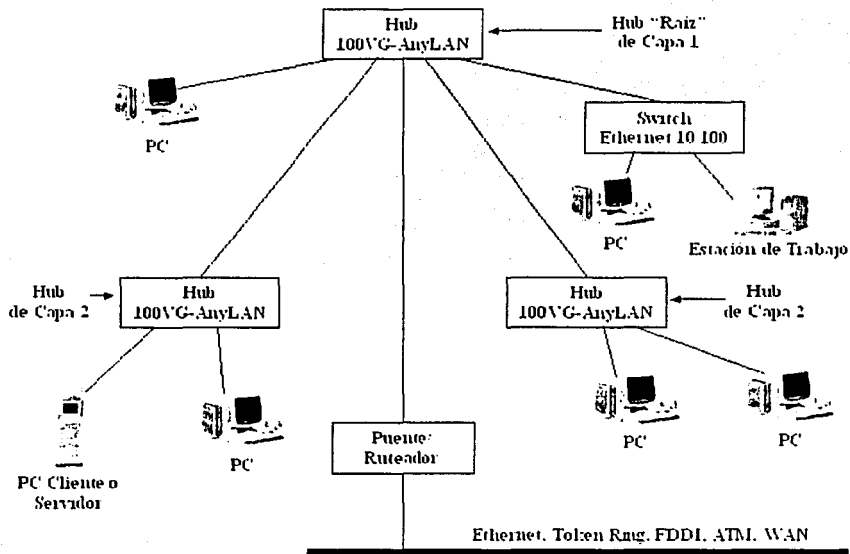 Hub
100VG-AnyLAN
Hub "Raíz"
de Capa 1
PC
Switch
Ethernet 10 100
PC
Estación de Trabajo
Hub
de Capa 2
Hub
100VG-AnyLAN
Hub
100VG-AnyLAN
Hub
de Capa 2
PC Cliente o
Servidor
PC
Puente/
Ruteador
PC
PC
Ethernet, Token Ring, FDDI, ATM, WAN